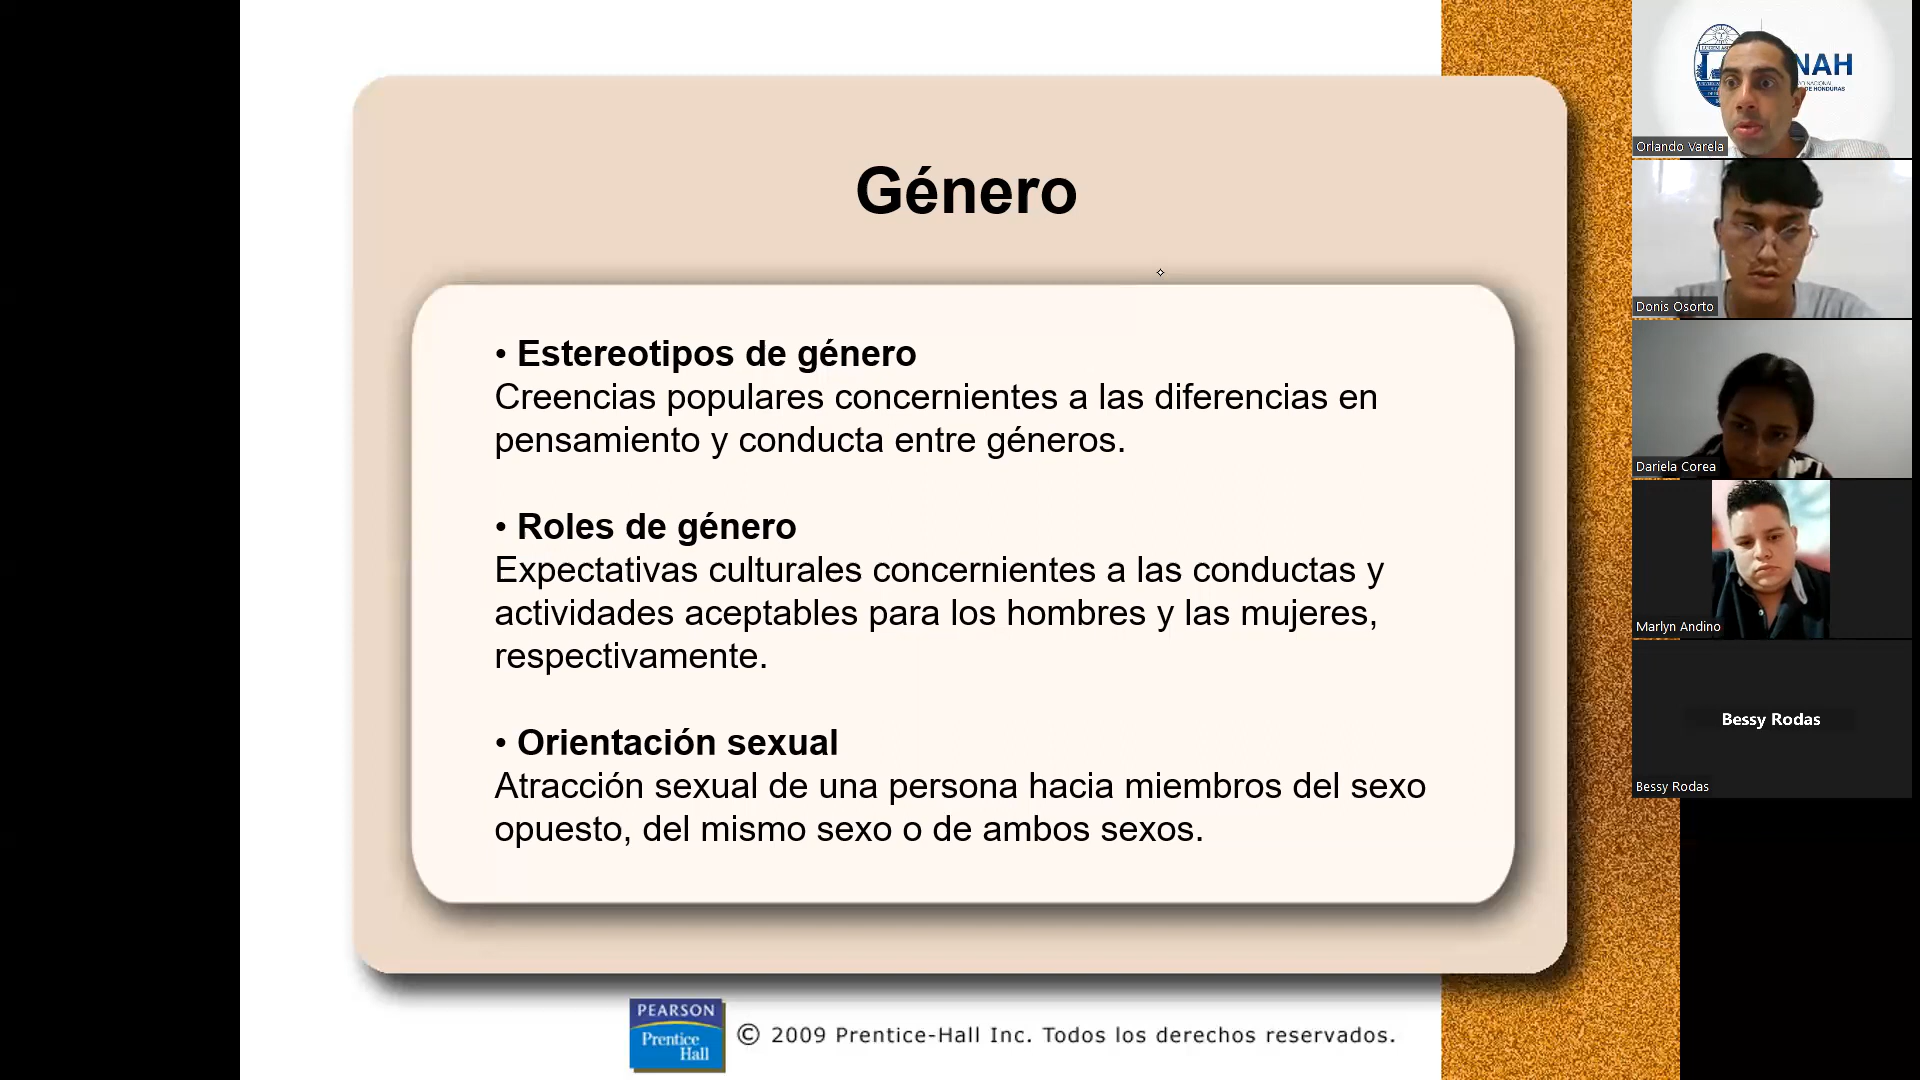 Género
• Estereotipos de género
Creencias populares concernientes a las diferencias en
pensamiento y conducta entre géneros.
• Roles de género
Expectativas culturales concernientes a las conductas y
actividades aceptables para los hombres y las mujeres,
respectivamente.
• Orientación sexual
Atracción sexual de una persona hacia miembros del sexo
opuesto, del mismo sexo o de ambos sexos.
PEARSON
Prentice
Hall
© 2009 Prentice-Hall Inc. Todos los derechos reservados.
NAH
DE HONDURAS
Orlando Varela
Donis Osorto
Dariela Corea
Marlyn Andino
Bessy Rodas
Bessy Rodas